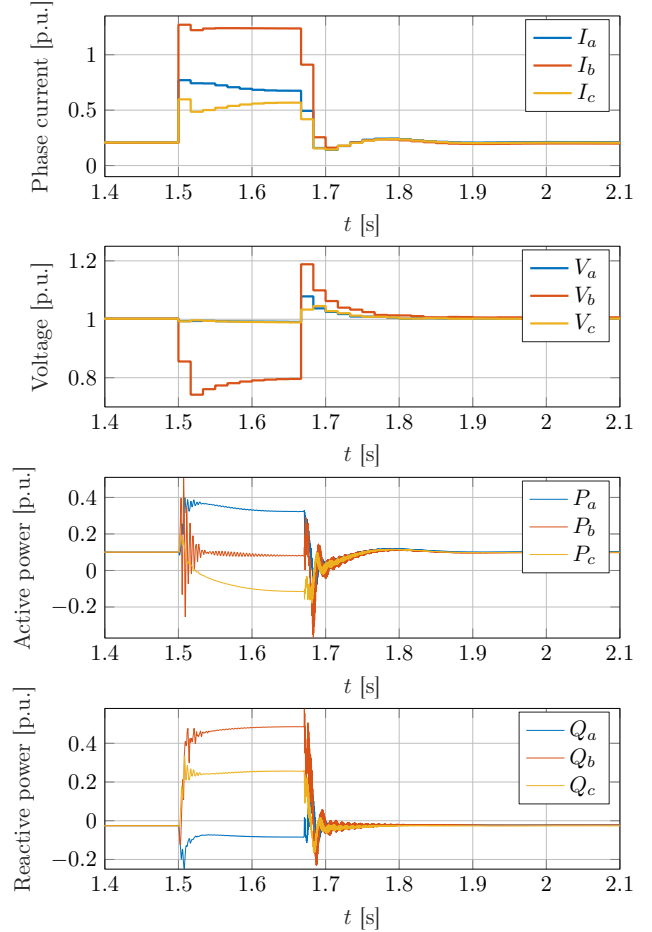 Phase current [p.u.]
1
0.5
0
I_a
I_b
I_c
1.4 1.5 1.6 1.7 1.8 1.9 2 2.1
t [s]
Voltage [p.u.]
1.2
1
0.8
V_a
V_b
V_c
1.4 1.5 1.6 1.7 1.8 1.9 2 2.1
t [s]
Active power [p.u.]
0.4
0.2
0
−0.2
P_a
P_b
P_c
1.4 1.5 1.6 1.7 1.8 1.9 2 2.1
t [s]
Reactive power [p.u.]
0.4
0.2
0
−0.2
Q_a
Q_b
Q_c
1.4 1.5 1.6 1.7 1.8 1.9 2 2.1
t [s]